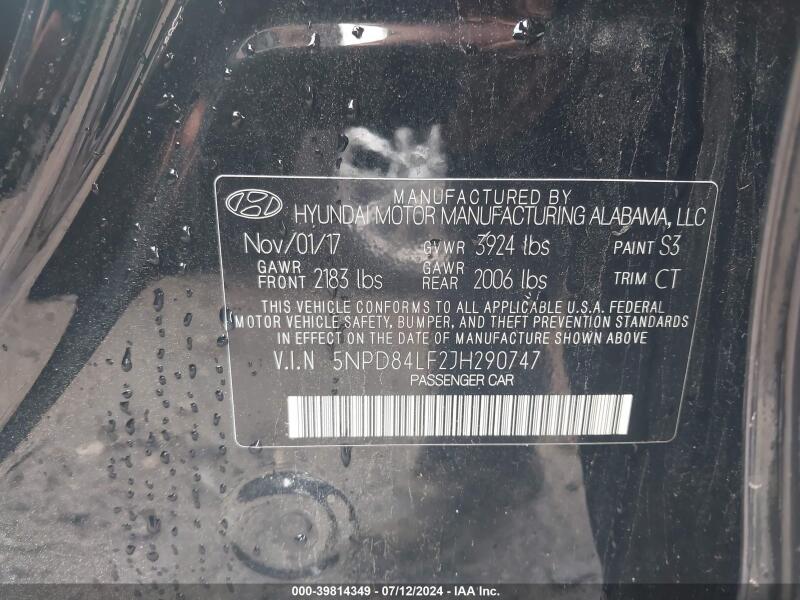 MANUFACTURED BY
HYUNDAI MOTOR MANUFACTURING ALABAMA, LLC
Nov/01/17 GVWR 3924 lbs PAINT S3
GAWR FRONT 2183 lbs GAWR REAR 2006 lbs TRIM CT
THIS VEHICLE CONFORMS TO ALL APPLICABLE U.S.A. FEDERAL
MOTOR VEHICLE SAFETY, BUMPER, AND THEFT PREVENTION STANDARDS
IN EFFECT ON THE DATE OF MANUFACTURE SHOWN ABOVE
V.I.N 5NPD84LF2JH290747
PASSENGER CAR
000-39814349 - 07/12/2024 - IAA Inc.